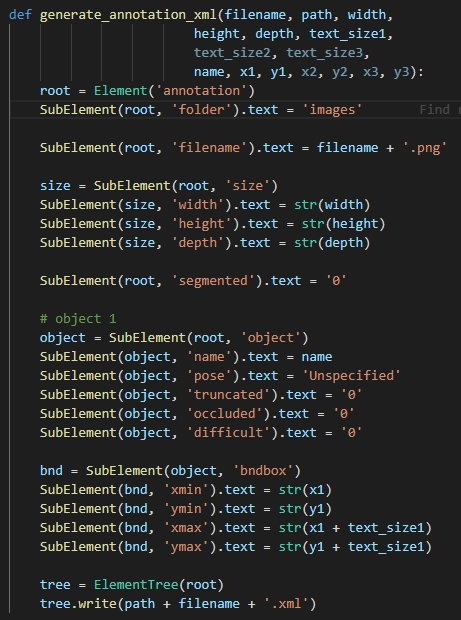 def generate_annotation_xml(filename, path, width,
height, depth, text_size1,
text_size2, text_size3,
name, x1, y1, x2, y2, x3, y3):
root = Element('annotation')
SubElement(root, 'folder').text = 'images' Find
SubElement(root, 'filename').text = filename + '.png'
size = SubElement(root, 'size')
SubElement(size, 'width').text = str(width)
SubElement(size, 'height').text = str(height)
SubElement(size, 'depth').text = str(depth)
SubElement(root, 'segmented').text = '0'
# object 1
object = SubElement(root, 'object')
SubElement(object, 'name').text = name
SubElement(object, 'pose').text = 'Unspecified'
SubElement(object, 'truncated').text = '0'
SubElement(object, 'occluded').text = '0'
SubElement(object, 'difficult').text = '0'
bnd = SubElement(object, 'bndbox')
SubElement(bnd, 'xmin').text = str(x1)
SubElement(bnd, 'ymin').text = str(y1)
SubElement(bnd, 'xmax').text = str(x1 + text_size1)
SubElement(bnd, 'ymax').text = str(y1 + text_size1)
tree = ElementTree(root)
tree.write(path + filename + '.xml')